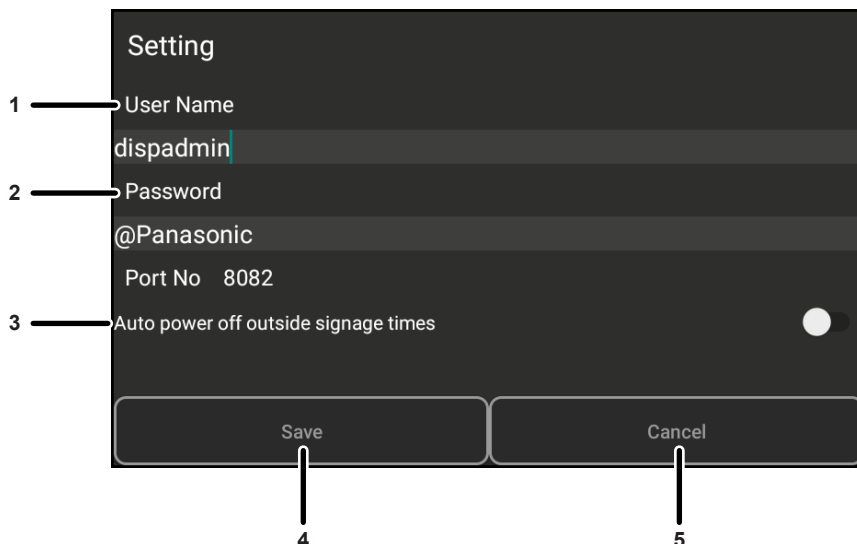 Setting
1 User Name
dispadmin
2 Password
@Panasonic
Port No 8082
3 Auto power off outside signage times
Save Cancel
4 5